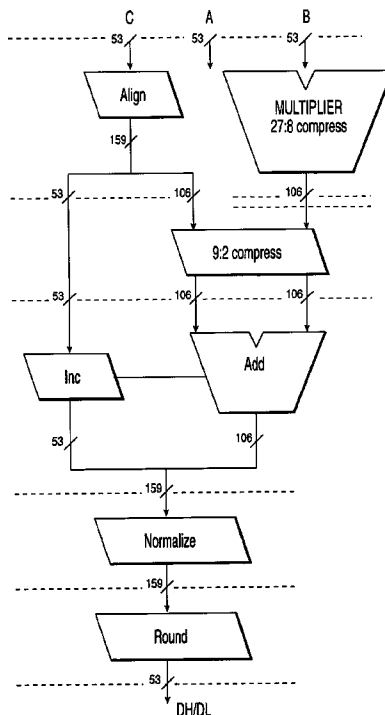 C A B
53 53 53
Align
MULTIPLIER
27:8 compress
159
53 106 106
9:2 compress
53 106 106
Inc
Add
53 106
159
Normalize
159
Round
53
DH/DL